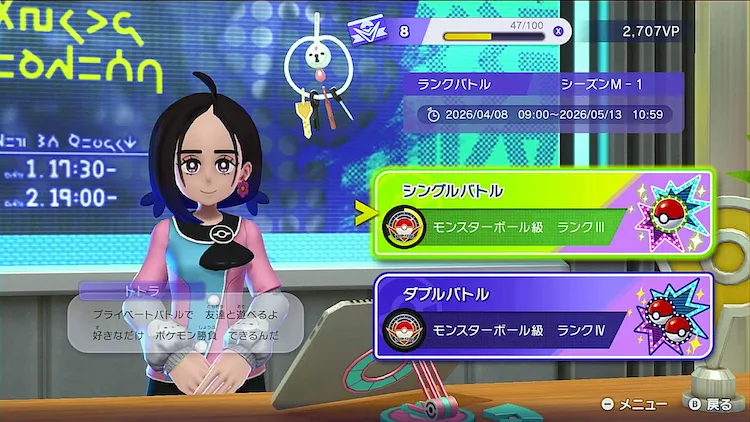 8
47/100
X
2,707VP
ランクバトル シーズンM-1
2026/04/08 09:00~2026/05/13 10:59
1.17:30-
2.19:00-
シングルバトル
モンスターボール級 ランクⅢ
ダブルバトル
モンスターボール級 ランクⅣ
トトラ
プライベートバトルで 友達と遊べるよ
好きなだけ ポケモン勝負 できるんだ
メニュー
B 戻る